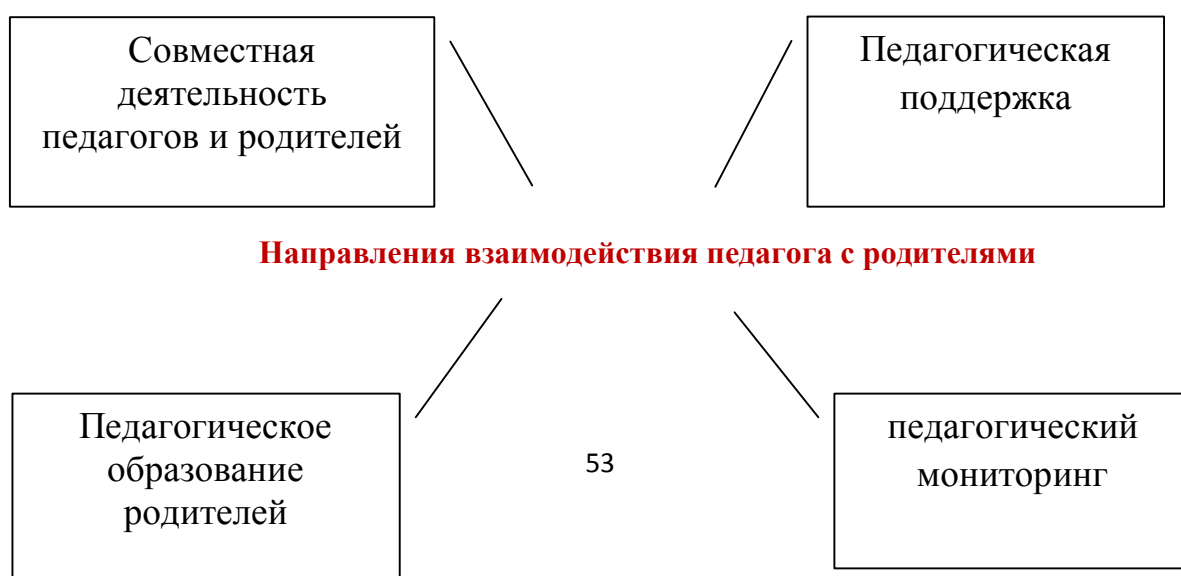 Совместная
деятельность
педагогов и родителей
Педагогическая
поддержка
Направления взаимодействия педагога с родителями
Педагогическое
образование
родителей
53
педагогический
мониторинг